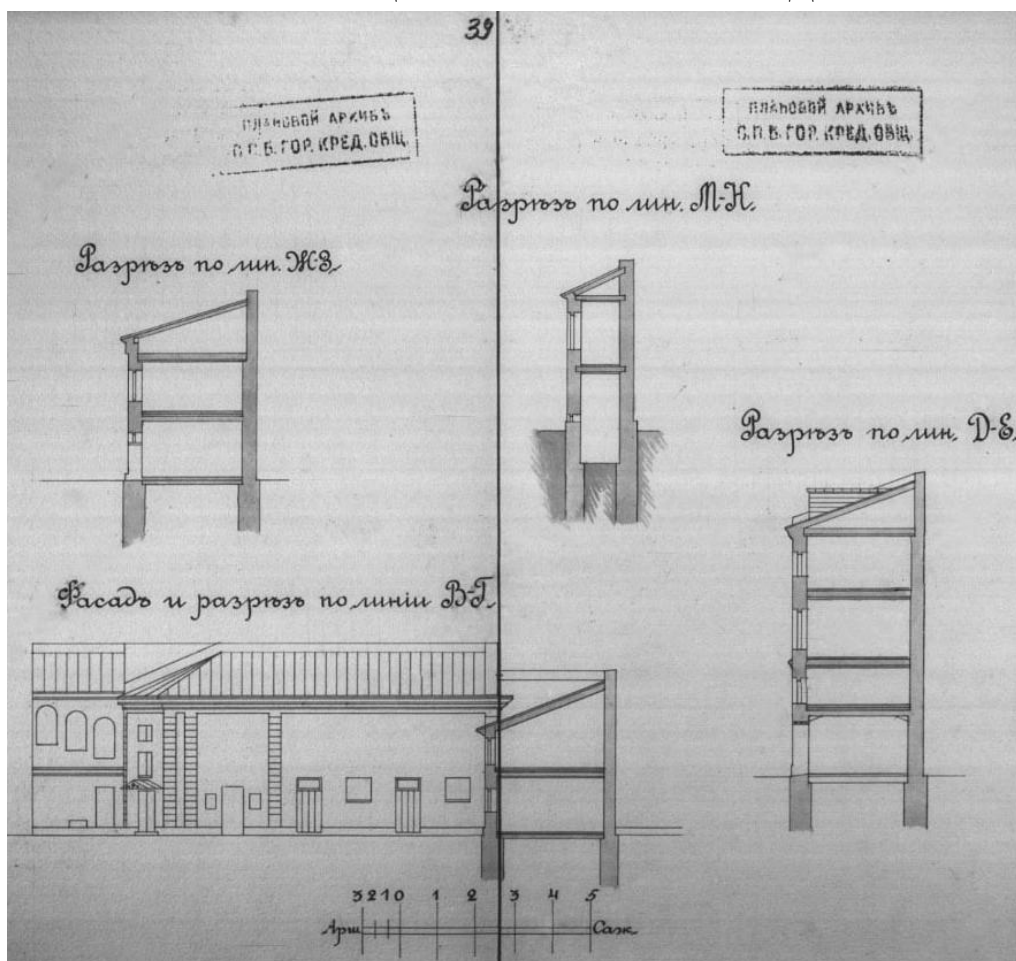 39
ПЛАНОВОЙ АРХИВЪ
С.П.Б. ГОР. КРЕД. ОБЩ.
ПЛАНОВОЙ АРХИВЪ
С.П.Б. ГОР. КРЕД. ОБЩ.
Разрѣзъ по лин. М-Н.
Разрѣзъ по лин. Ж-З.
Разрѣзъ по лин. Д-Е.
Фасадъ и разрѣзъ по линіи В-Г.
3 2 1 0 1 2 3 4 5
Арш. Саж.